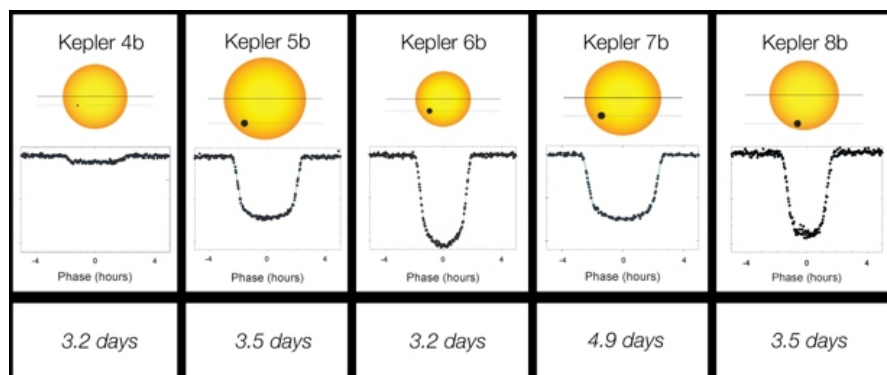 Kepler 4b
Kepler 5b
Kepler 6b
Kepler 7b
Kepler 8b
-4 0 4
Phase (hours)
-4 0 4
Phase (hours)
-4 0 4
Phase (hours)
-4 0 4
Phase (hours)
-4 0 4
Phase (hours)
3.2 days
3.5 days
3.2 days
4.9 days
3.5 days